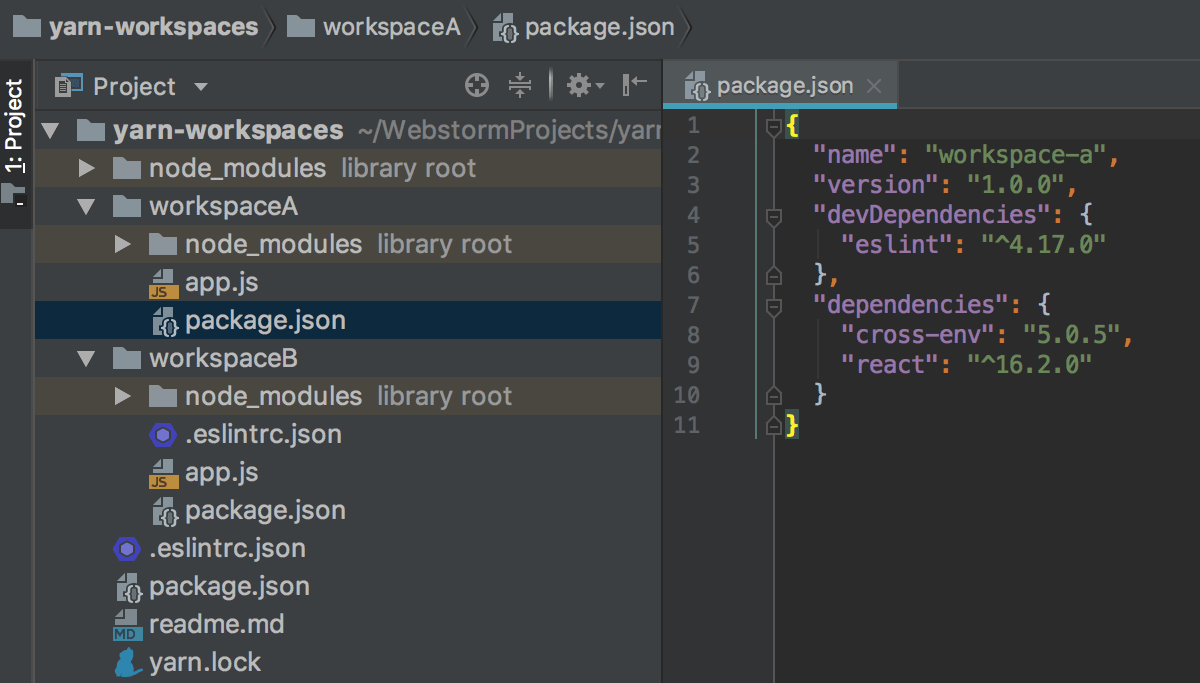 yarn-workspaces workspaceA package.json
1: Project
Project
yarn-workspaces ~/WebstormProjects/yarr
node_modules library root
workspaceA
node_modules library root
app.js
package.json
workspaceB
node_modules library root
.eslintrc.json
app.js
package.json
.eslintrc.json
package.json
readme.md
yarn.lock
package.json
1 {
2 "name": "workspace-a",
3 "version": "1.0.0",
4 "devDependencies": {
5 "eslint": "^4.17.0"
6 },
7 "dependencies": {
8 "cross-env": "5.0.5",
9 "react": "^16.2.0"
10 }
11 }